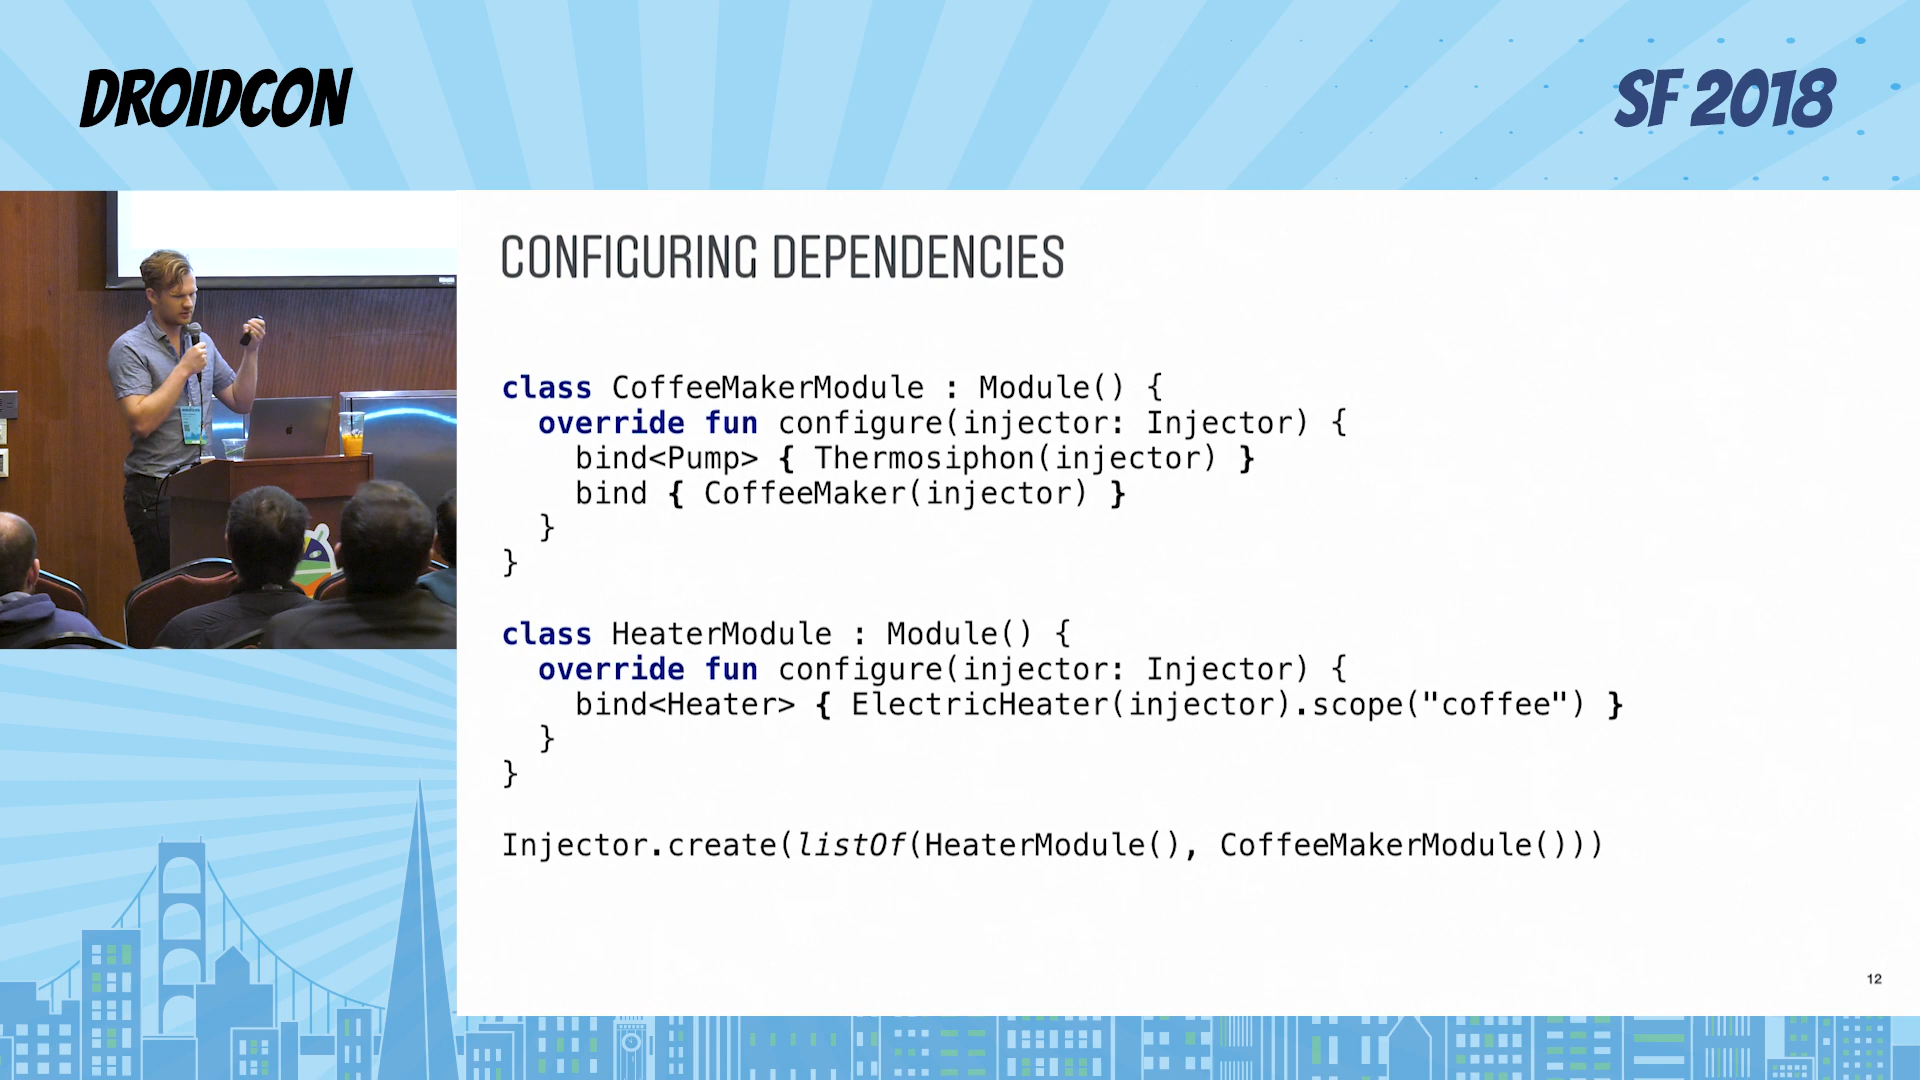 DROIDCON
SF 2018
CONFIGURING DEPENDENCIES
class CoffeeMakerModule : Module() {
  override fun configure(injector: Injector) {
    bind<Pump> { Thermosiphon(injector) }
    bind { CoffeeMaker(injector) }
  }
}
class HeaterModule : Module() {
  override fun configure(injector: Injector) {
    bind<Heater> { ElectricHeater(injector).scope("coffee") }
  }
}
Injector.create(listOf(HeaterModule(), CoffeeMakerModule()))
12